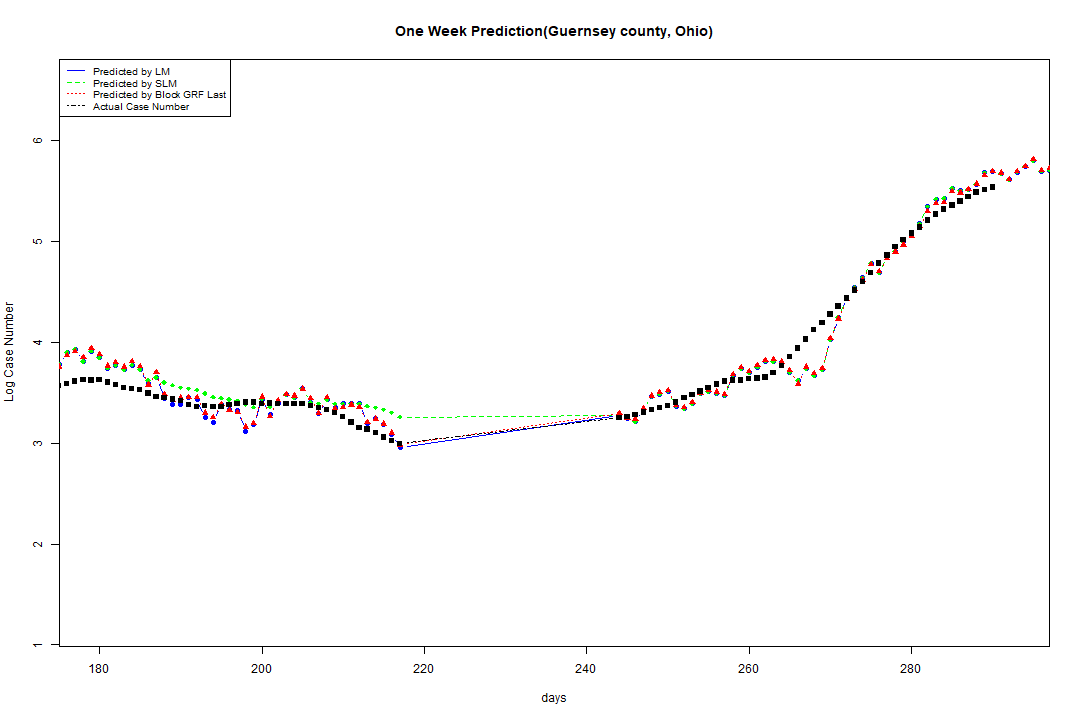 One Week Prediction(Guernsey county, Ohio)
Predicted by LM
Predicted by SLM
Predicted by Block GRF Last
Actual Case Number
6
5
4
3
2
1
Log Case Number
180 200 220 240 260 280
days